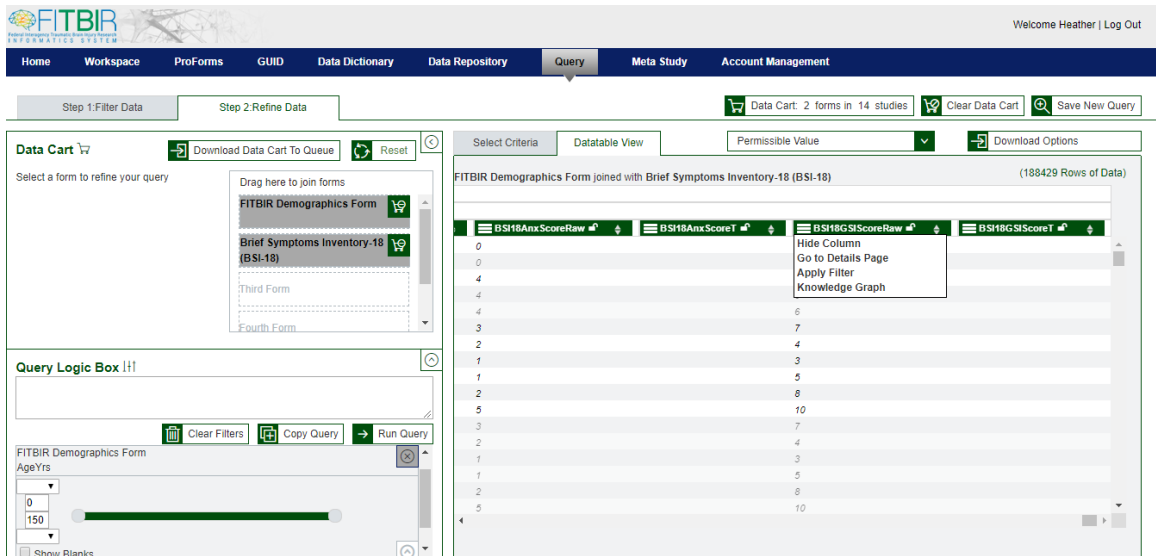 FITBIR
Federal Interagency Traumatic Brain Injury Research
INFORMATICS SYSTEM
Welcome Heather | Log Out
Home Workspace ProForms GUID Data Dictionary Data Repository Query Meta Study Account Management
Step 1:Filter Data Step 2:Refine Data
Data Cart: 2 forms in 14 studies Clear Data Cart Save New Query
Data Cart Download Data Cart To Queue Reset
Select a form to refine your query
Drag here to join forms
FITBIR Demographics Form
Brief Symptoms Inventory-18
(BSI-18)
Third Form
Fourth Form
Query Logic Box
Clear Filters Copy Query Run Query
FITBIR Demographics Form
AgeYrs
0
150
Show Blanks
Select Criteria Datatable View Permissible Value Download Options
FITBIR Demographics Form joined with Brief Symptoms Inventory-18 (BSI-18) (188429 Rows of Data)
BSI18AnxScoreRaw BSI18AnxScoreT BSI18GSIScoreRaw BSI18GSIScoreT
Hide Column
Go to Details Page
Apply Filter
Knowledge Graph
0
0
4
4
4 6
3 7
2 4
1 3
1 5
2 8
5 10
3 7
2 4
1 3
1 5
2 8
5 10